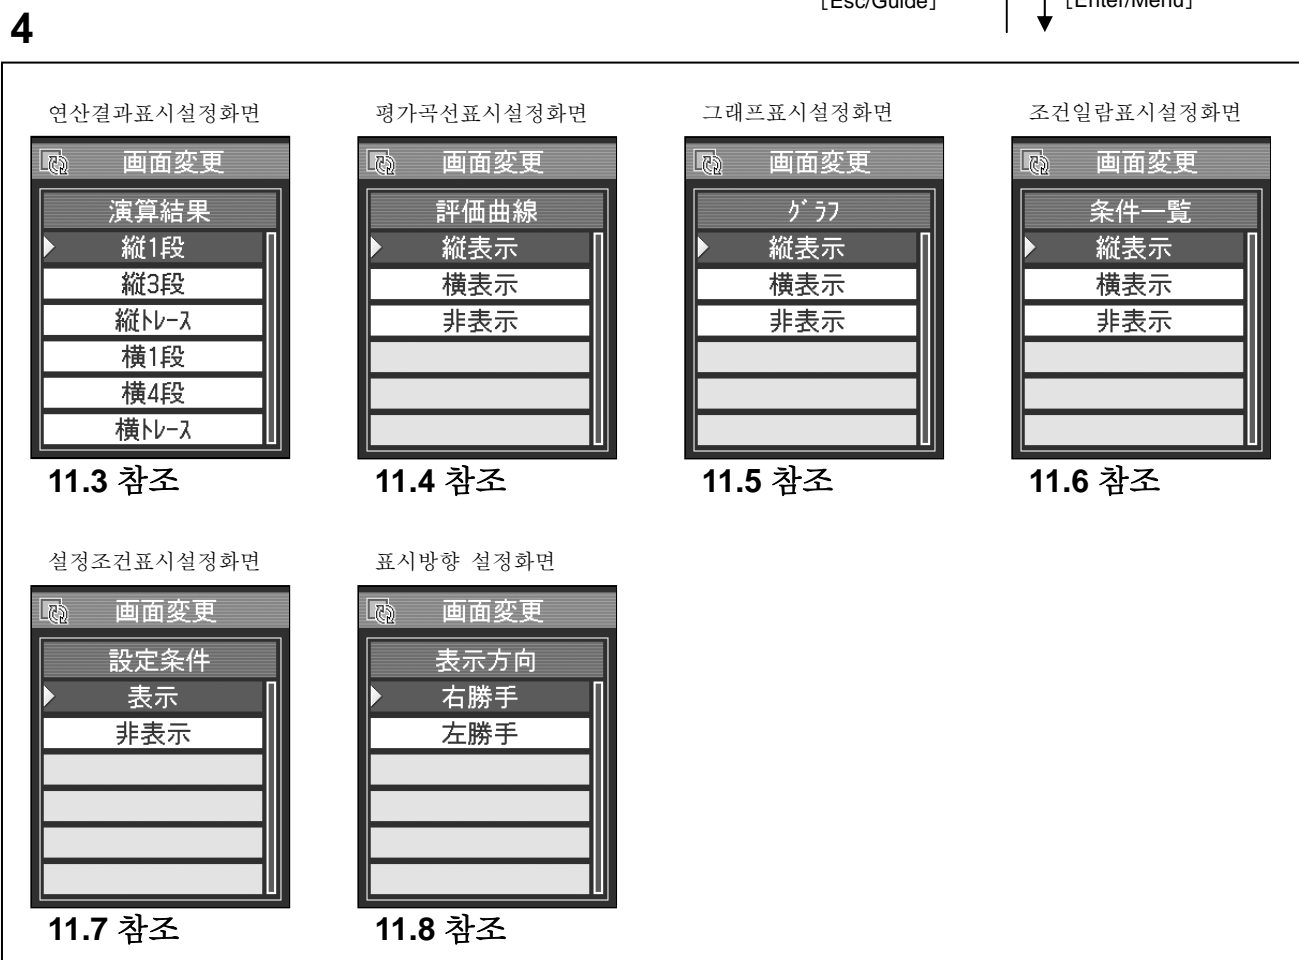 [Esc/Guide]
[Enter/Menu]
4
연산결과표시설정화면
画面変更
演算結果
縦1段
縦3段
縦ﾄﾚｰｽ
横1段
横4段
横ﾄﾚｰｽ
11.3 참조
평가곡선표시설정화면
画面変更
評価曲線
縦表示
横表示
非表示
11.4 참조
그래프표시설정화면
画面変更
ｸﾞﾗﾌ
縦表示
横表示
非表示
11.5 참조
조건일람표시설정화면
画面変更
条件一覧
縦表示
横表示
非表示
11.6 참조
설정조건표시설정화면
画面変更
設定条件
表示
非表示
11.7 참조
표시방향 설정화면
画面変更
表示方向
右勝手
左勝手
11.8 참조